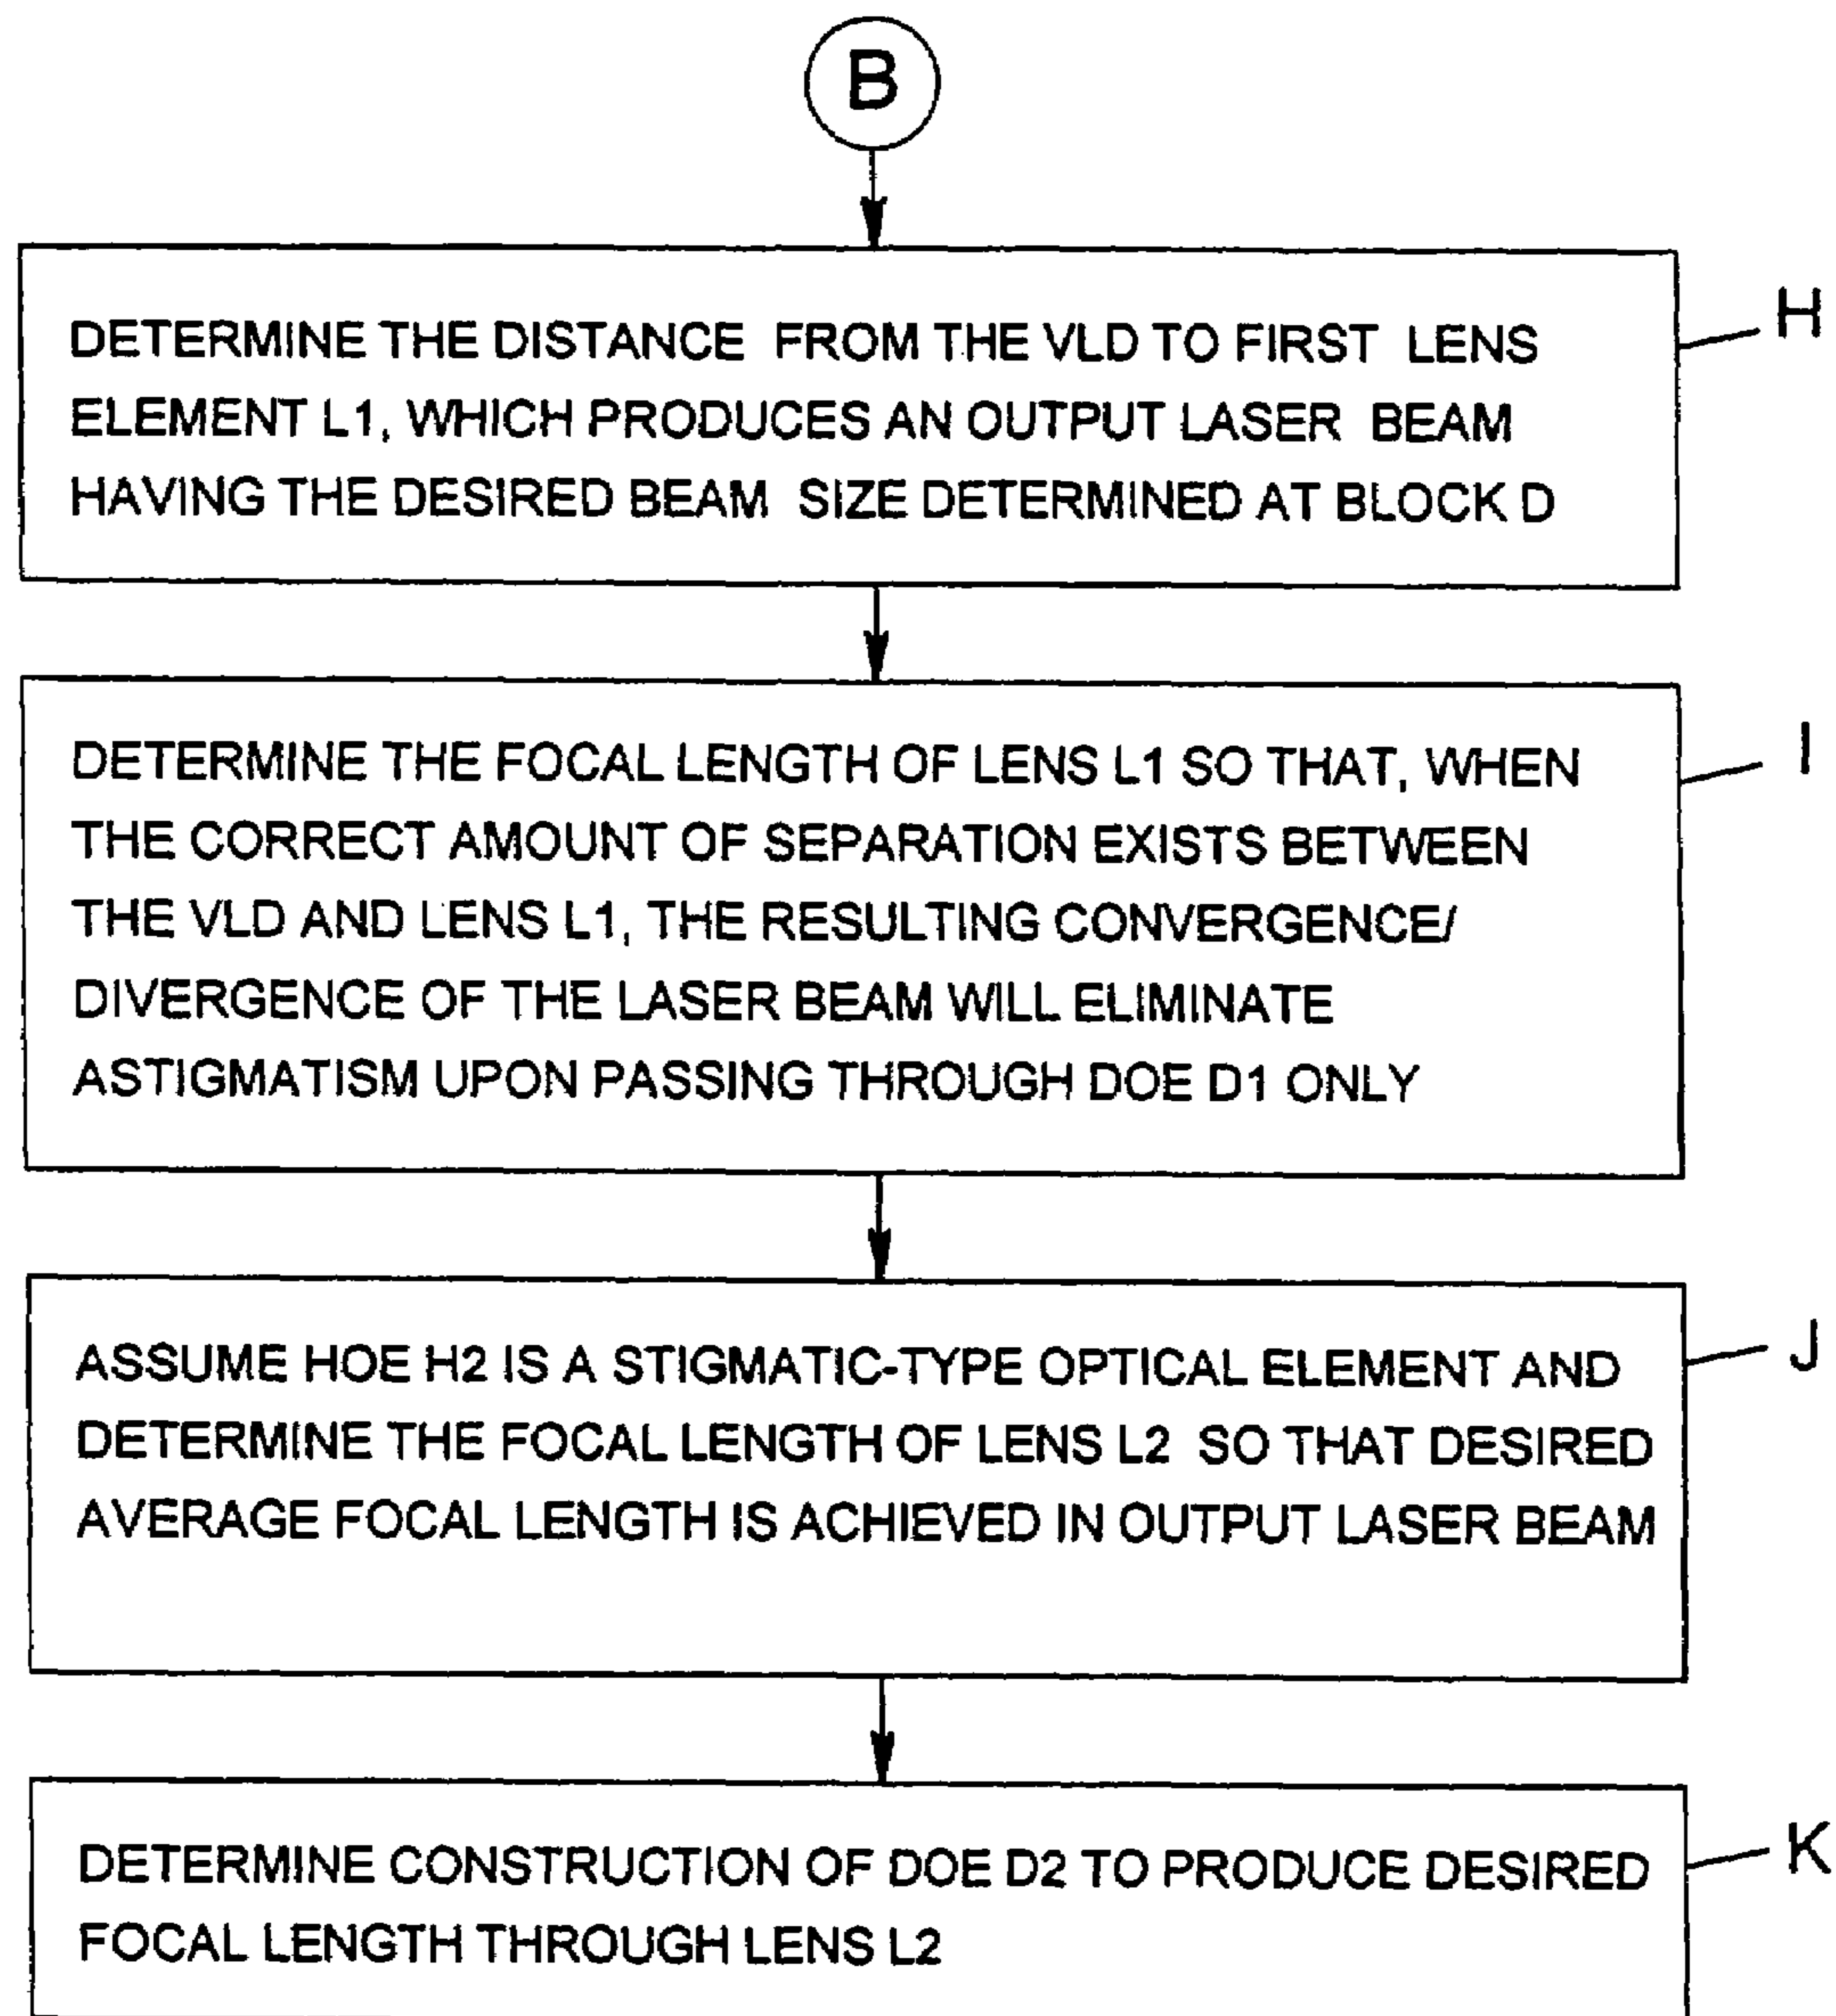 B
DETERMINE THE DISTANCE FROM THE VLD TO FIRST LENS
ELEMENT L1, WHICH PRODUCES AN OUTPUT LASER BEAM
HAVING THE DESIRED BEAM SIZE DETERMINED AT BLOCK D
H
DETERMINE THE FOCAL LENGTH OF LENS L1 SO THAT, WHEN
THE CORRECT AMOUNT OF SEPARATION EXISTS BETWEEN
THE VLD AND LENS L1, THE RESULTING CONVERGENCE/
DIVERGENCE OF THE LASER BEAM WILL ELIMINATE
ASTIGMATISM UPON PASSING THROUGH DOE D1 ONLY
I
ASSUME HOE H2 IS A STIGMATIC-TYPE OPTICAL ELEMENT AND
DETERMINE THE FOCAL LENGTH OF LENS L2 SO THAT DESIRED
AVERAGE FOCAL LENGTH IS ACHIEVED IN OUTPUT LASER BEAM
J
DETERMINE CONSTRUCTION OF DOE D2 TO PRODUCE DESIRED
FOCAL LENGTH THROUGH LENS L2
K